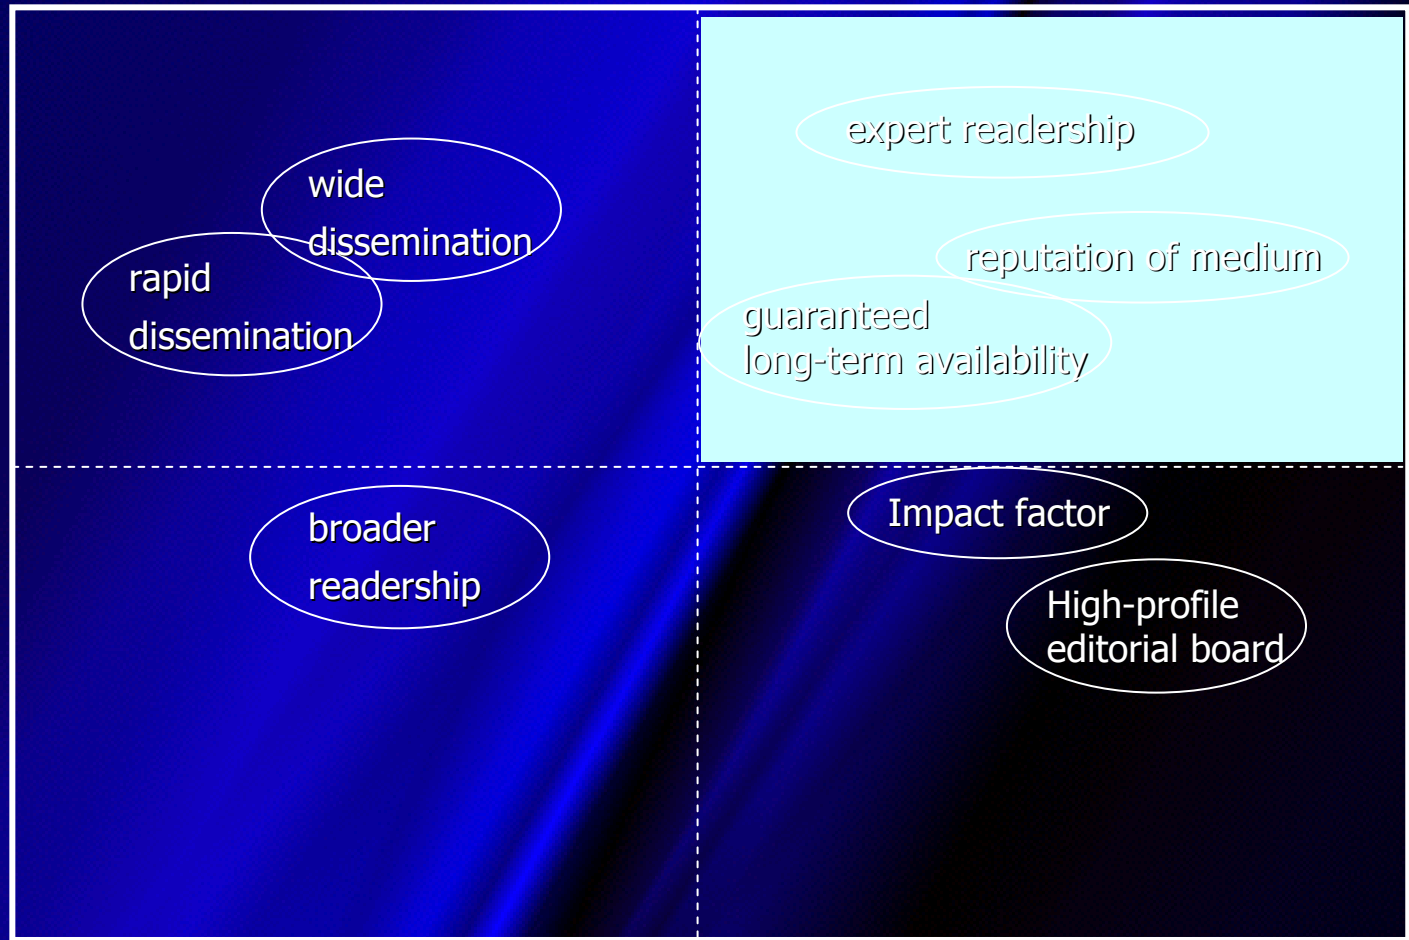 expert readership
wide
dissemination
reputation of medium
rapid
dissemination
guaranteed
long-term availability
broader
readership
Impact factor
High-profile
editorial board